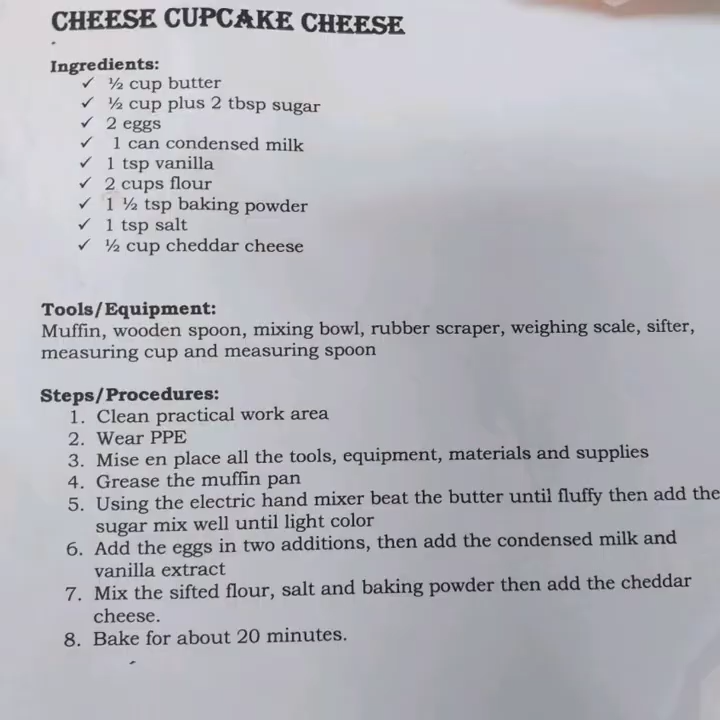 CHEESE CUPCAKE CHEESE
Ingredients:
✓ ½ cup butter
✓ ½ cup plus 2 tbsp sugar
✓ 2 eggs
✓ 1 can condensed milk
✓ 1 tsp vanilla
✓ 2 cups flour
✓ 1 ½ tsp baking powder
✓ 1 tsp salt
✓ ½ cup cheddar cheese
Tools/Equipment:
Muffin, wooden spoon, mixing bowl, rubber scraper, weighing scale, sifter,
measuring cup and measuring spoon
Steps/Procedures:
1. Clean practical work area
2. Wear PPE
3. Mise en place all the tools, equipment, materials and supplies
4. Grease the muffin pan
5. Using the electric hand mixer beat the butter until fluffy then add the
sugar mix well until light color
6. Add the eggs in two additions, then add the condensed milk and
vanilla extract
7. Mix the sifted flour, salt and baking powder then add the cheddar
cheese.
8. Bake for about 20 minutes.